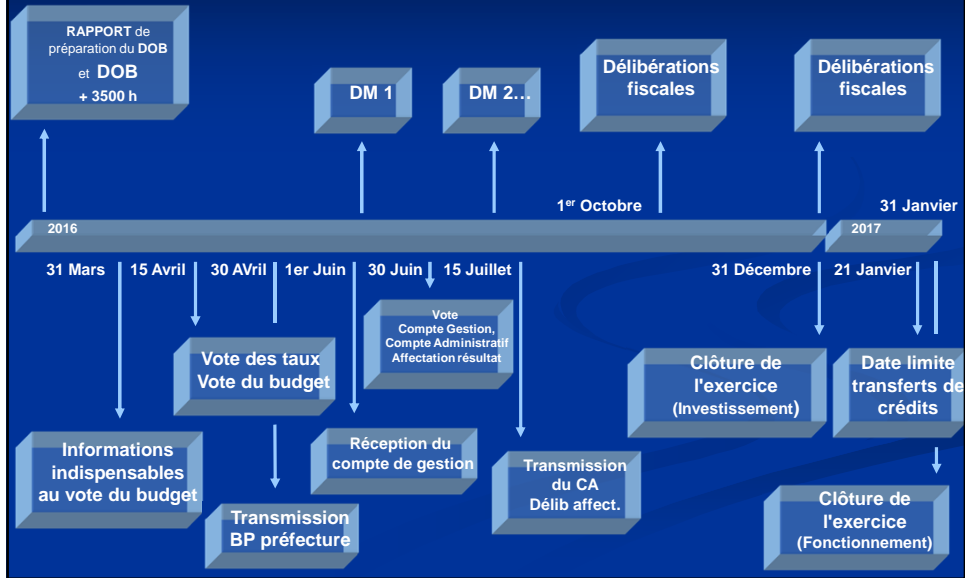 RAPPORT de
préparation du DOB
et DOB
+ 3500 h
DM 1
DM 2…
Délibérations
fiscales
Délibérations
fiscales
1er Octobre
31 Janvier
2016
2017
31 Mars
15 Avril
30 AVril
1er Juin
30 Juin
15 Juillet
31 Décembre
21 Janvier
Vote
Compte Gestion,
Compte Administratif
Affectation résultat
Vote des taux
Vote du budget
Clôture de
l'exercice
(Investissement)
Date limite
transferts de
crédits
Informations
indispensables
au vote du budget
Réception du
compte de gestion
Transmission
du CA
Délib affect.
Transmission
BP préfecture
Clôture de
l'exercice
(Fonctionnement)